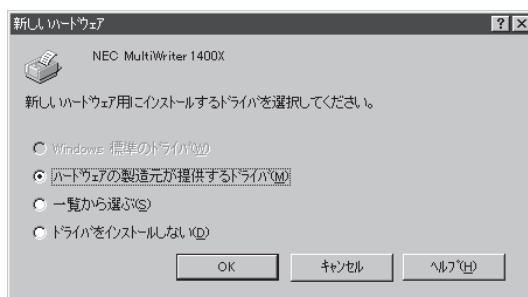 新しいハードウェア
? ×
NEC MultiWriter 1400X
新しいハードウェア用にインストールするドライバを選択してください。
Windows 標準のドライバ(W)
ハードウェアの製造元が提供するドライバ(M)
一覧から選ぶ(S)
ドライバをインストールしない(D)
OK キャンセル ヘルプ(H)